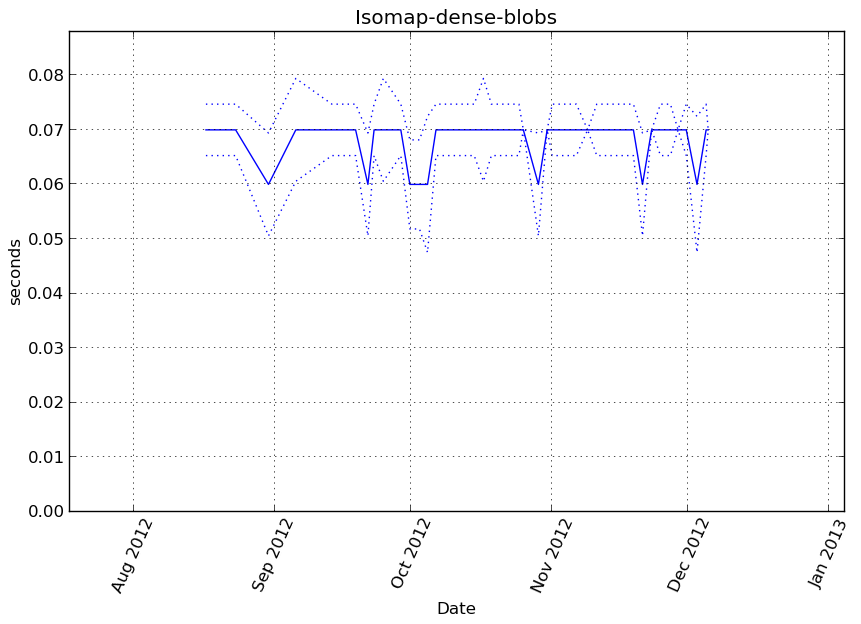 Isomap-dense-blobs
0.08
0.07
0.06
0.05
0.04
0.03
0.02
0.01
0.00
seconds
Aug 2012
Sep 2012
Oct 2012
Nov 2012
Dec 2012
Jan 2013
Date